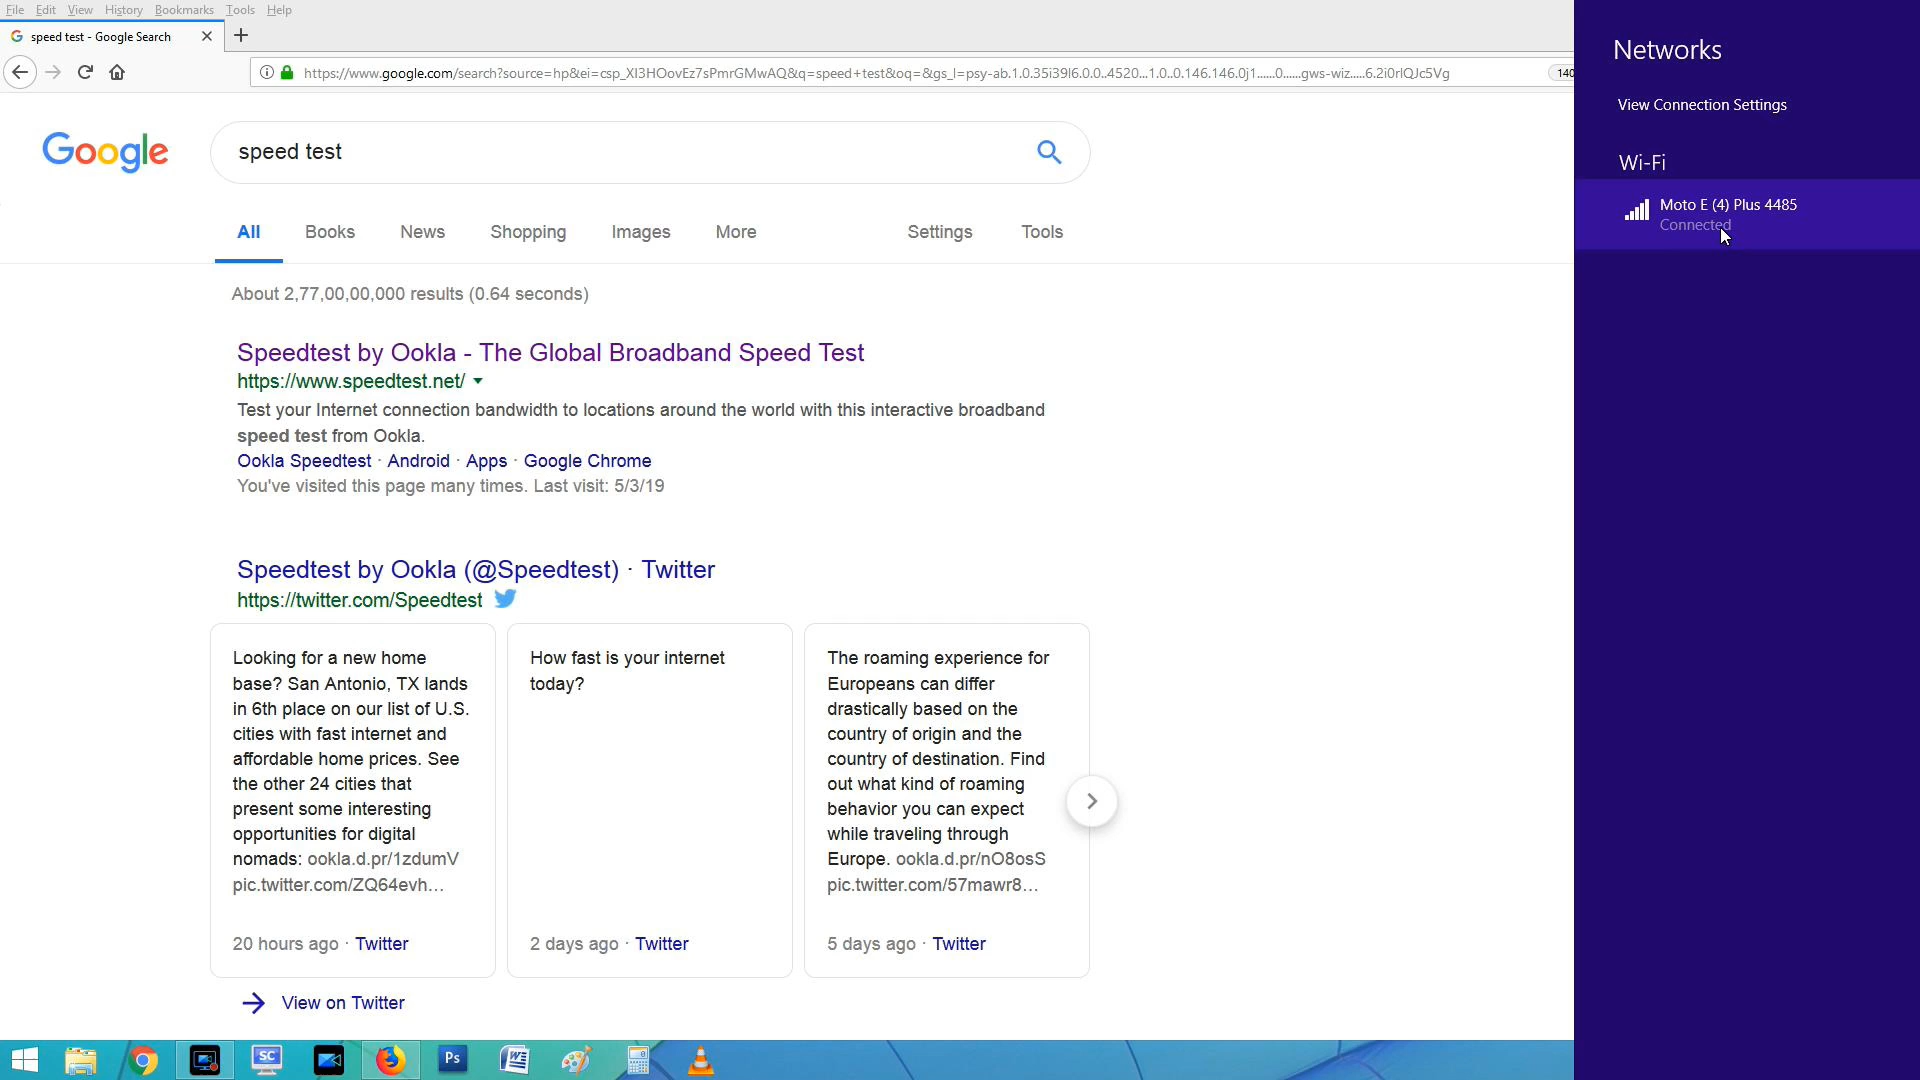 File Edit View History Bookmarks Tools Help
speed test - Google Search
https://www.google.com/search?source=hp&ei=csp_XI3HOovEz7sPmrGMwAQ&q=speed+test&oq=&gs_l=psy-ab.1.0.35i39l6.0.0..4520...1.0..0.146.146.0j1......0......gws-wiz.....6.2i0rIQJc5Vg
140
Google
speed test
All Books News Shopping Images More Settings Tools
About 2,77,00,00,000 results (0.64 seconds)
Speedtest by Ookla - The Global Broadband Speed Test
https://www.speedtest.net/
Test your Internet connection bandwidth to locations around the world with this interactive broadband
speed test from Ookla.
Ookla Speedtest · Android · Apps · Google Chrome
You've visited this page many times. Last visit: 5/3/19
Speedtest by Ookla (@Speedtest) · Twitter
https://twitter.com/Speedtest
Looking for a new home
base? San Antonio, TX lands
in 6th place on our list of U.S.
cities with fast internet and
affordable home prices. See
the other 24 cities that
present some interesting
opportunities for digital
nomads: ookla.d.pr/1zdumV
pic.twitter.com/ZQ64evh...
20 hours ago · Twitter
How fast is your internet
today?
2 days ago · Twitter
The roaming experience for
Europeans can differ
drastically based on the
country of origin and the
country of destination. Find
out what kind of roaming
behavior you can expect
while traveling through
Europe. ookla.d.pr/nO8osS
pic.twitter.com/57mawr8...
5 days ago · Twitter
View on Twitter
Networks
View Connection Settings
Wi-Fi
Moto E (4) Plus 4485
Connected
SC
Ps
W